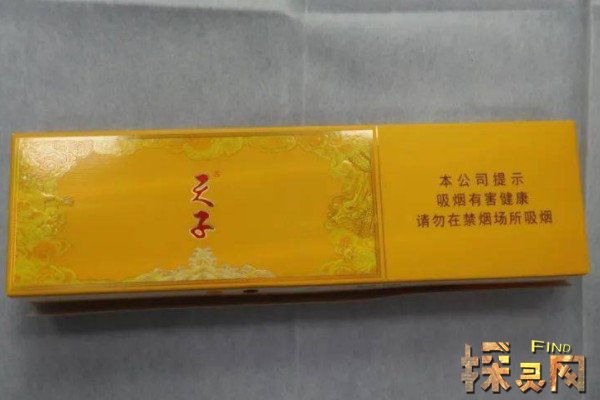 天子
本公司提示
吸烟有害健康
请勿在禁烟场所吸烟
FIND
探灵网